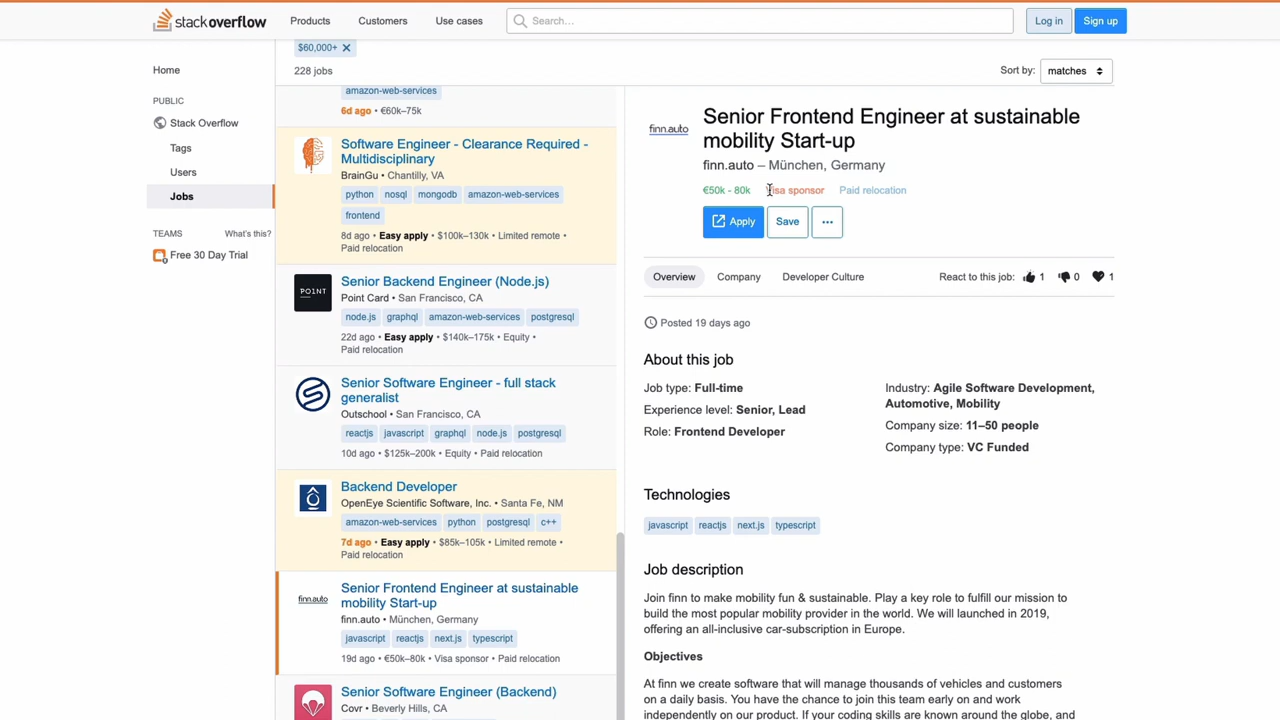 stackoverflow
Products
Customers
Use cases
Search…
Log in
Sign up
$60,000+
228 jobs
Sort by:
matches
Home
PUBLIC
Stack Overflow
Tags
Users
Jobs
TEAMS
What's this?
Free 30 Day Trial
amazon-web-services
6d ago • €60k–75k
Software Engineer - Clearance Required -
Multidisciplinary
BrainGu • Chantilly, VA
python nosql mongodb amazon-web-services
frontend
8d ago • Easy apply • $100k–130k • Limited remote •
Paid relocation
POINT
Senior Backend Engineer (Node.js)
Point Card • San Francisco, CA
node.js graphql amazon-web-services postgresql
22d ago • Easy apply • $140k–175k • Equity •
Paid relocation
Senior Software Engineer - full stack
generalist
Outschool • San Francisco, CA
reactjs javascript graphql node.js postgresql
10d ago • $125k–200k • Equity • Paid relocation
Backend Developer
OpenEye Scientific Software, Inc. • Santa Fe, NM
amazon-web-services python postgresql c++
7d ago • Easy apply • $85k–105k • Limited remote •
Paid relocation
finn.auto
Senior Frontend Engineer at sustainable
mobility Start-up
finn.auto • München, Germany
javascript reactjs next.js typescript
19d ago • €50k–80k • Visa sponsor • Paid relocation
Senior Software Engineer (Backend)
Covr • Beverly Hills, CA
finn.auto
Senior Frontend Engineer at sustainable
mobility Start-up
finn.auto – München, Germany
€50k - 80k Visa sponsor Paid relocation
Apply
Save
...
Overview
Company
Developer Culture
React to this job:
1
0
1
Posted 19 days ago
About this job
Job type: Full-time
Experience level: Senior, Lead
Role: Frontend Developer
Industry: Agile Software Development,
Automotive, Mobility
Company size: 11–50 people
Company type: VC Funded
Technologies
javascript reactjs next.js typescript
Job description
Join finn to make mobility fun & sustainable. Play a key role to fulfill our mission to
build the most popular mobility provider in the world. We will launched in 2019,
offering an all-inclusive car-subscription in Europe.
Objectives
At finn we create software that will manage thousands of vehicles and customers
on a daily basis. You have the chance to join this team early on and work
independently on our product. If your coding skills are known around the globe, and